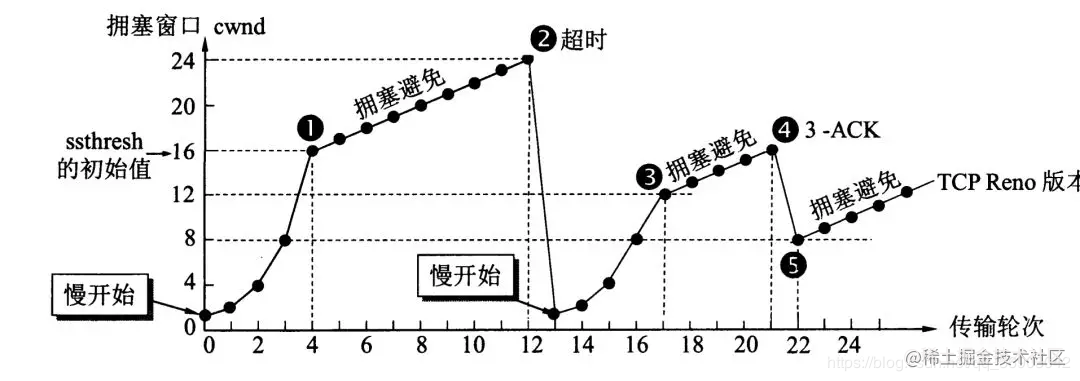 拥塞窗口 cwnd
❷超时
24
拥塞避免
20
❶
❹ 3 -ACK
ssthresh
的初始值
16
❸拥塞避免
12
拥塞避免
TCP Reno 版本
8
❺
慢开始
慢开始
4
0
0 2 4 6 8 10 12 14 16 18 20 22 24
传输轮次
@稀土掘金技术社区